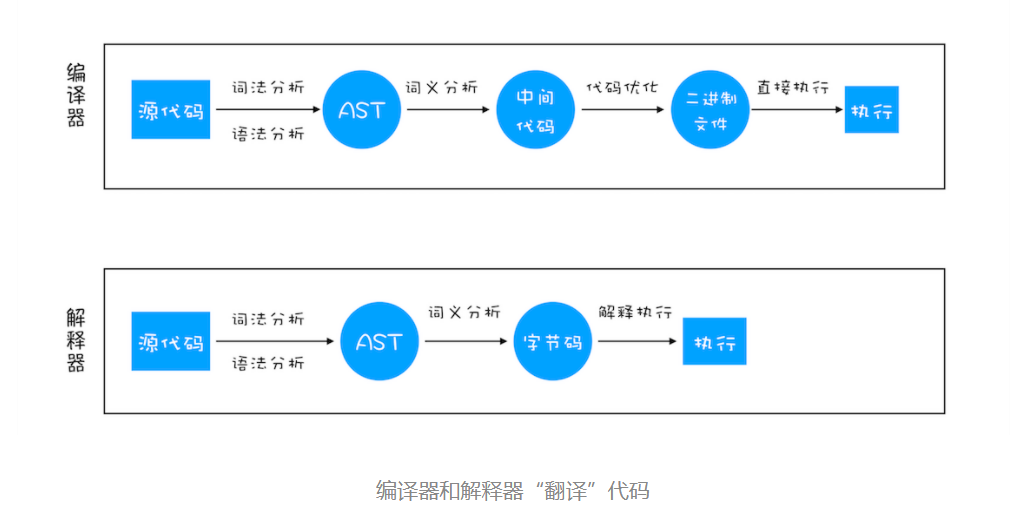 编译器
源代码
词法分析
语法分析
AST
词义分析
中间
代码
代码优化
二进制
文件
直接执行
执行
解释器
源代码
词法分析
语法分析
AST
词义分析
字节码
解释执行
执行
编译器和解释器“翻译”代码